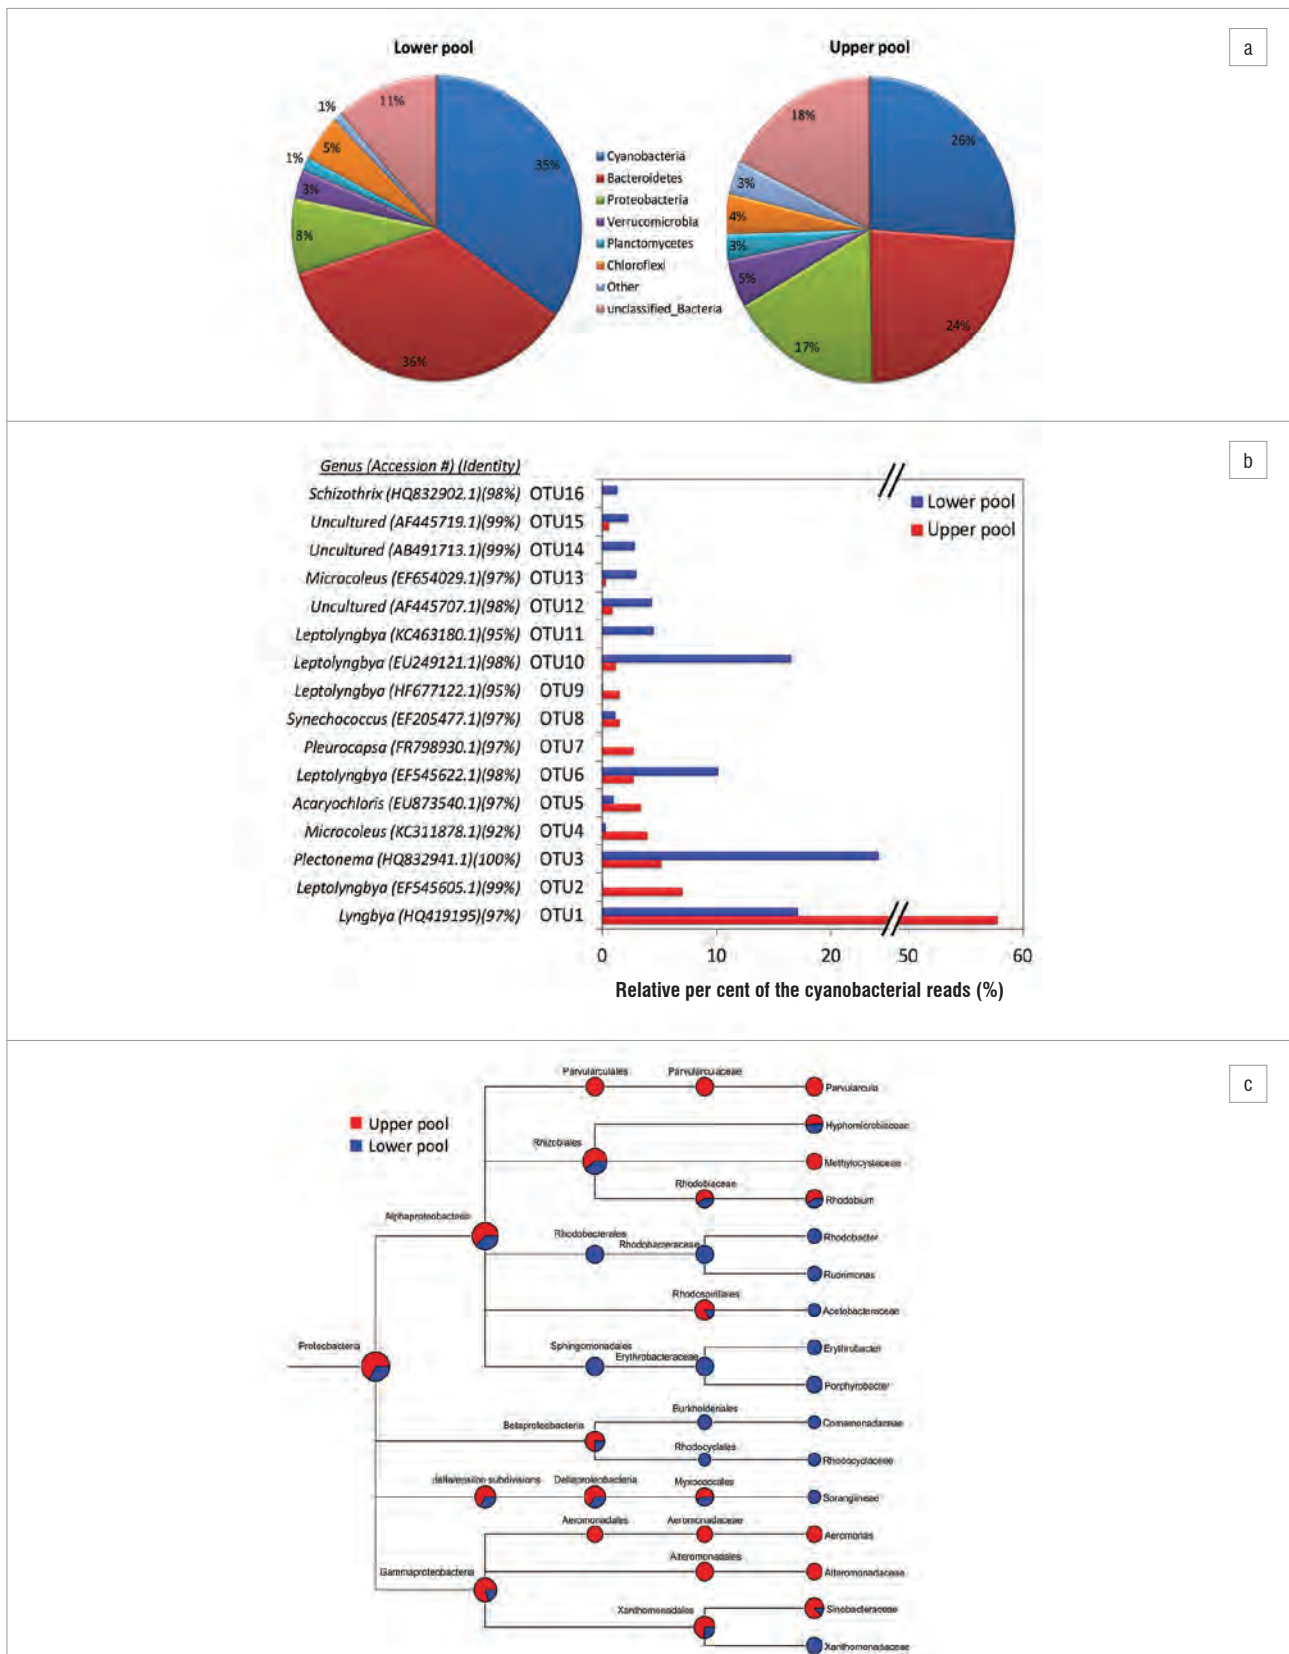 a
Lower pool
Upper pool
1%
11%
5%
1%
3%
8%
35%
36%
Cyanobacteria
Bacteroidetes
Proteobacteria
Verrucomicrobia
Planctomycetes
Chloroflexi
Other
unclassified_Bacteria
18%
26%
3%
4%
3%
5%
17%
24%
b
Genus (Accession #) (Identity)
Schizothrix (HQ832902.1)(98%) OTU16
Uncultured (AF445719.1)(99%) OTU15
Uncultured (AB491713.1)(99%) OTU14
Microcoleus (EF654029.1)(97%) OTU13
Uncultured (AF445707.1)(98%) OTU12
Leptolyngbya (KC463180.1)(95%) OTU11
Leptolyngbya (EU249121.1)(98%) OTU10
Leptolyngbya (HF677122.1)(95%) OTU9
Synechococcus (EF205477.1)(97%) OTU8
Pleurocapsa (FR798930.1)(97%) OTU7
Leptolyngbya (EF545622.1)(98%) OTU6
Acaryochloris (EU873540.1)(97%) OTU5
Microcoleus (KC311878.1)(92%) OTU4
Plectonema (HQ832941.1)(100%) OTU3
Leptolyngbya (EF545605.1)(99%) OTU2
Lyngbya (HQ419195)(97%) OTU1
Lower pool
Upper pool
0 10 20 50 60
Relative per cent of the cyanobacterial reads (%)
c
Upper pool
Lower pool
Parvularculales Parvularculaceae Parvularcula
Hyphomicrobiaceae
Rhizobiales
Methylocystaceae
Rhodobiaceae Rhodobium
Alphaproteobacteria
Rhodobacterales Rhodobacteraceae Rhodobacter
Rubrimonas
Rhodospirillales Acetobacteraceae
Proteobacteria
Sphingomonadales Erythrobacteraceae Erythrobacter
Porphyrobacter
Betaproteobacteria
Burkholderiales Comamonadaceae
Rhodocyclales Rhodocyclaceae
delta/epsilon subdivisions Deltaproteobacteria Myxococcales Sorangiineae
Aeromonadales Aeromonadaceae Aeromonas
Gammaproteobacteria
Alteromonadales Alteromonadaceae
Xanthomonadales Sinobacteraceae
Xanthomonadaceae